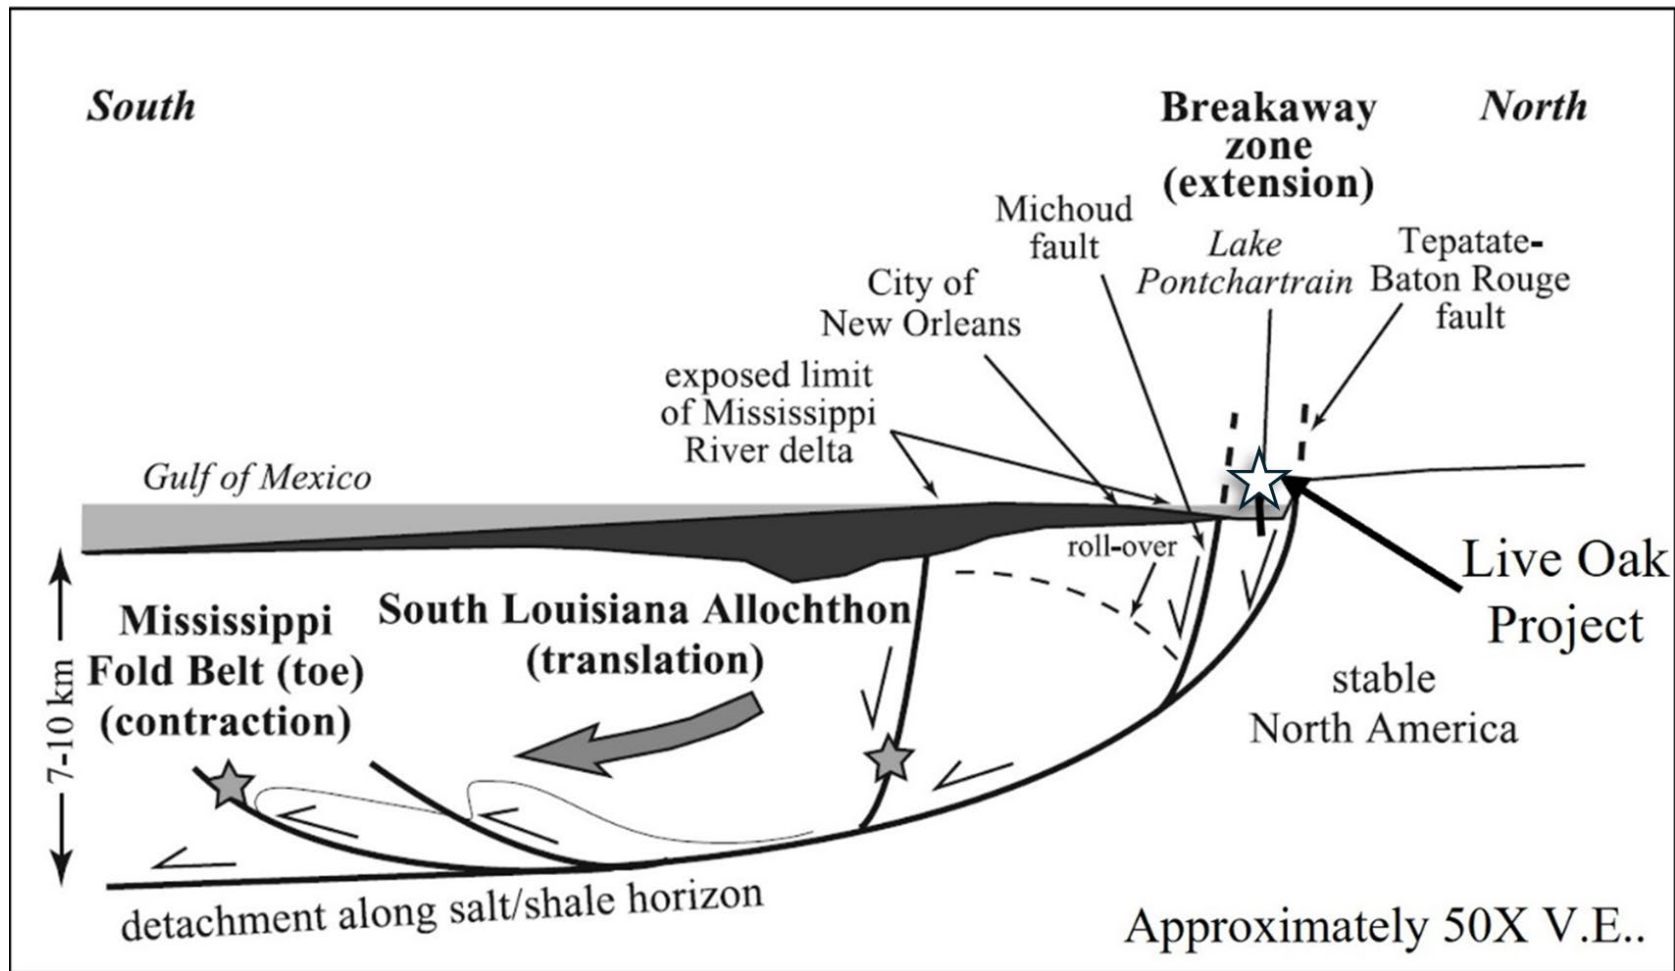 South
Breakaway
zone
(extension)
North
Michoud
fault
Lake
Pontchartrain
Tepatate-
Baton Rouge
fault
City of
New Orleans
exposed limit
of Mississippi
River delta
Gulf of Mexico
roll-over
Live Oak
Project
South Louisiana Allochthon
(translation)
Mississippi
Fold Belt (toe)
(contraction)
7-10 km
stable
North America
detachment along salt/shale horizon
Approximately 50X V.E..